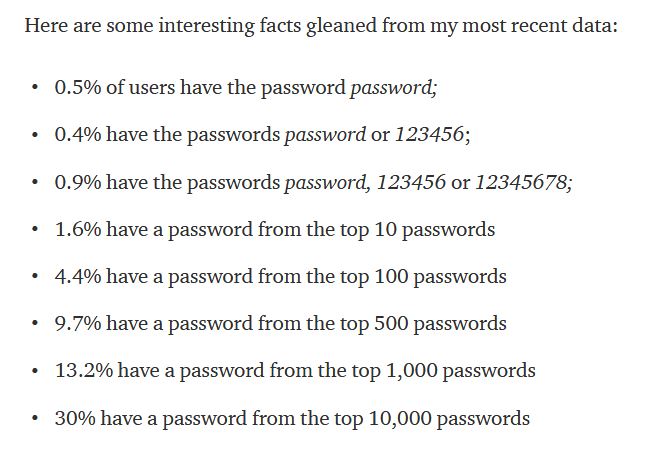 Here are some interesting facts gleaned from my most recent data:
• 0.5% of users have the password password;
• 0.4% have the passwords password or 123456;
• 0.9% have the passwords password, 123456 or 12345678;
• 1.6% have a password from the top 10 passwords
• 4.4% have a password from the top 100 passwords
• 9.7% have a password from the top 500 passwords
• 13.2% have a password from the top 1,000 passwords
• 30% have a password from the top 10,000 passwords